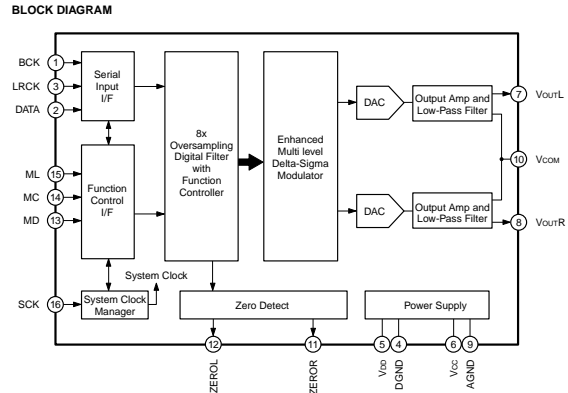 BLOCK DIAGRAM
BCK
1
LRCK
3
DATA
2
Serial
Input
I/F
ML
15
MC
14
MD
13
Function
Control
I/F
SCK
16
System Clock
Manager
System Clock
8x
Oversampling
Digital Filter
with
Function
Controller
Enhanced
Multi level
Delta-Sigma
Modulator
DAC
Output Amp and
Low-Pass Filter
7
VOUTL
10
VCOM
DAC
Output Amp and
Low-Pass Filter
8
VOUTR
Zero Detect
Power Supply
12
11
5
4
6
9
ZEROL
ZEROR
VDD
DGND
VCC
AGND